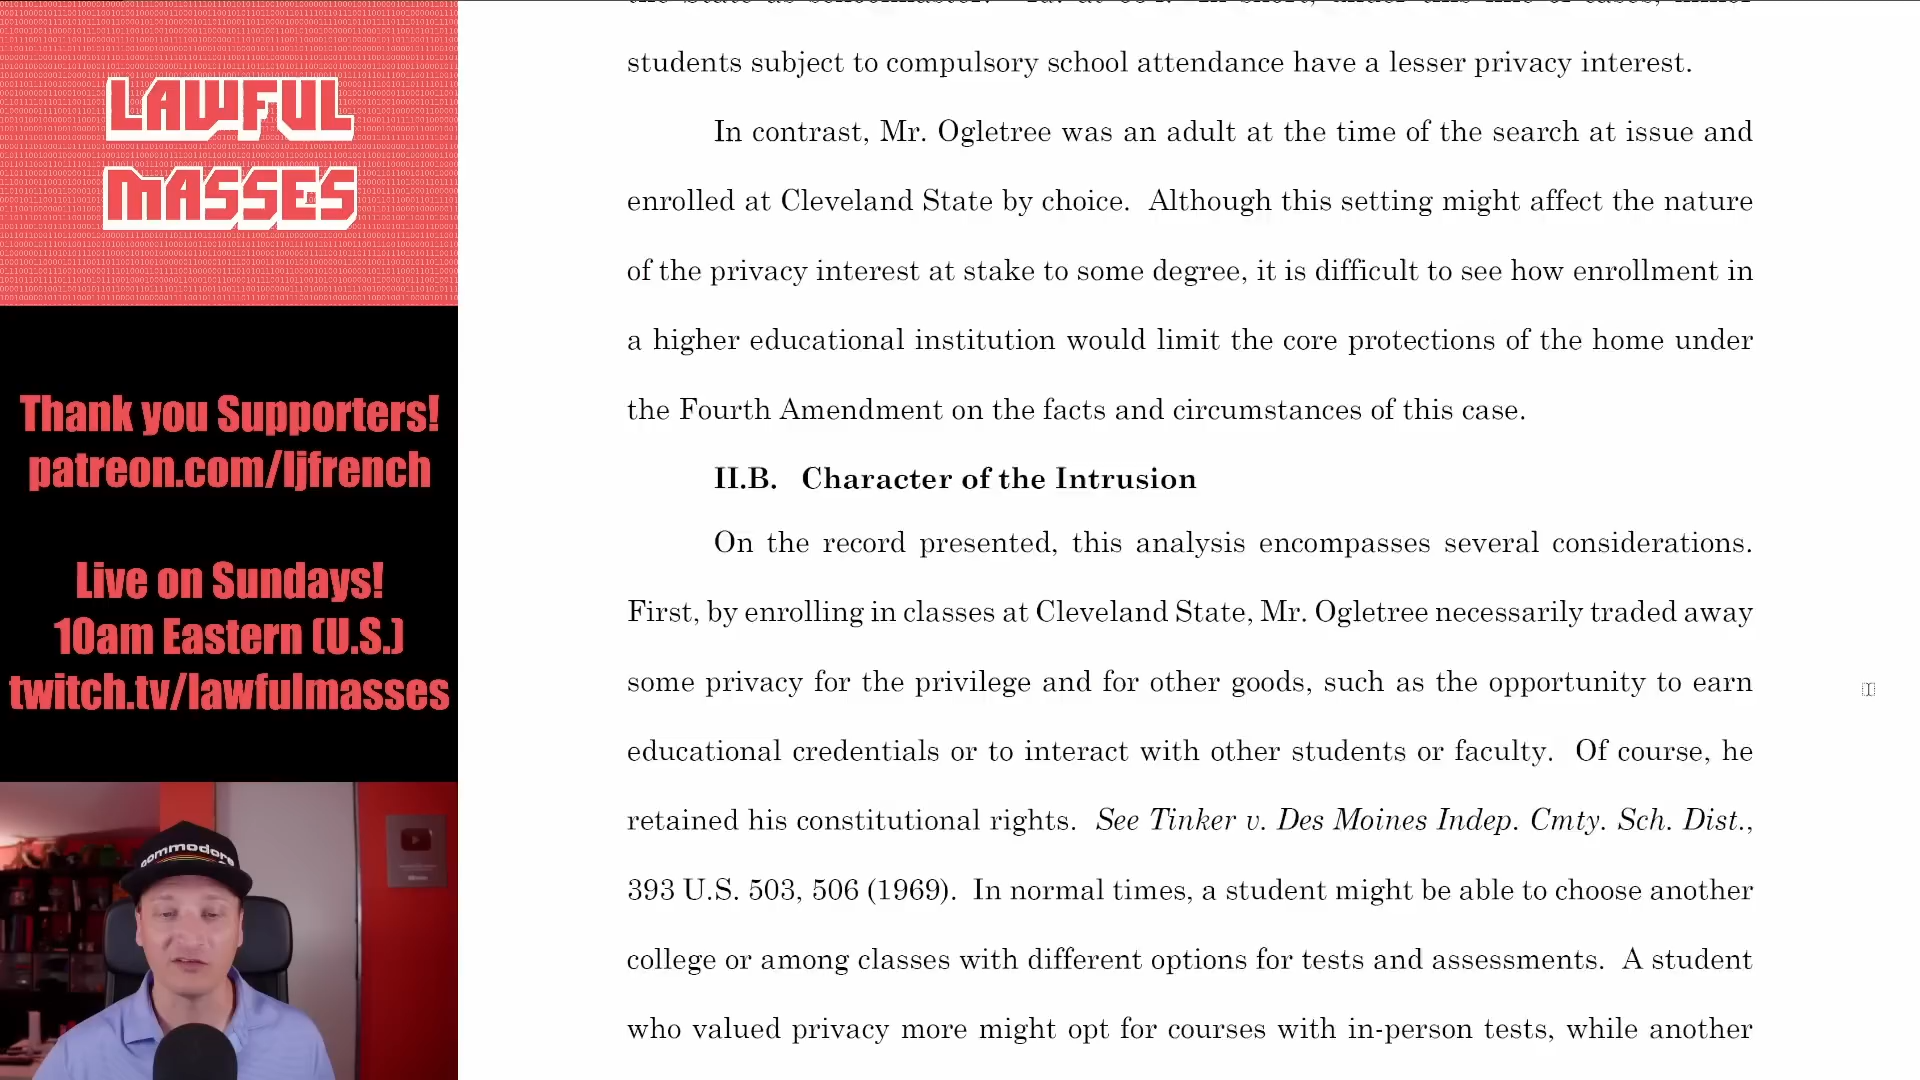 LAWFUL
MASSES
Thank you Supporters!
patreon.com/ljfrench
Live on Sundays!
10am Eastern (U.S.)
twitch.tv/lawfulmasses
commodore
students subject to compulsory school attendance have a lesser privacy interest.
In contrast, Mr. Ogletree was an adult at the time of the search at issue and
enrolled at Cleveland State by choice. Although this setting might affect the nature
of the privacy interest at stake to some degree, it is difficult to see how enrollment in
a higher educational institution would limit the core protections of the home under
the Fourth Amendment on the facts and circumstances of this case.
II.B. Character of the Intrusion
On the record presented, this analysis encompasses several considerations.
First, by enrolling in classes at Cleveland State, Mr. Ogletree necessarily traded away
some privacy for the privilege and for other goods, such as the opportunity to earn
educational credentials or to interact with other students or faculty. Of course, he
retained his constitutional rights. See Tinker v. Des Moines Indep. Cmty. Sch. Dist.,
393 U.S. 503, 506 (1969). In normal times, a student might be able to choose another
college or among classes with different options for tests and assessments. A student
who valued privacy more might opt for courses with in-person tests, while another